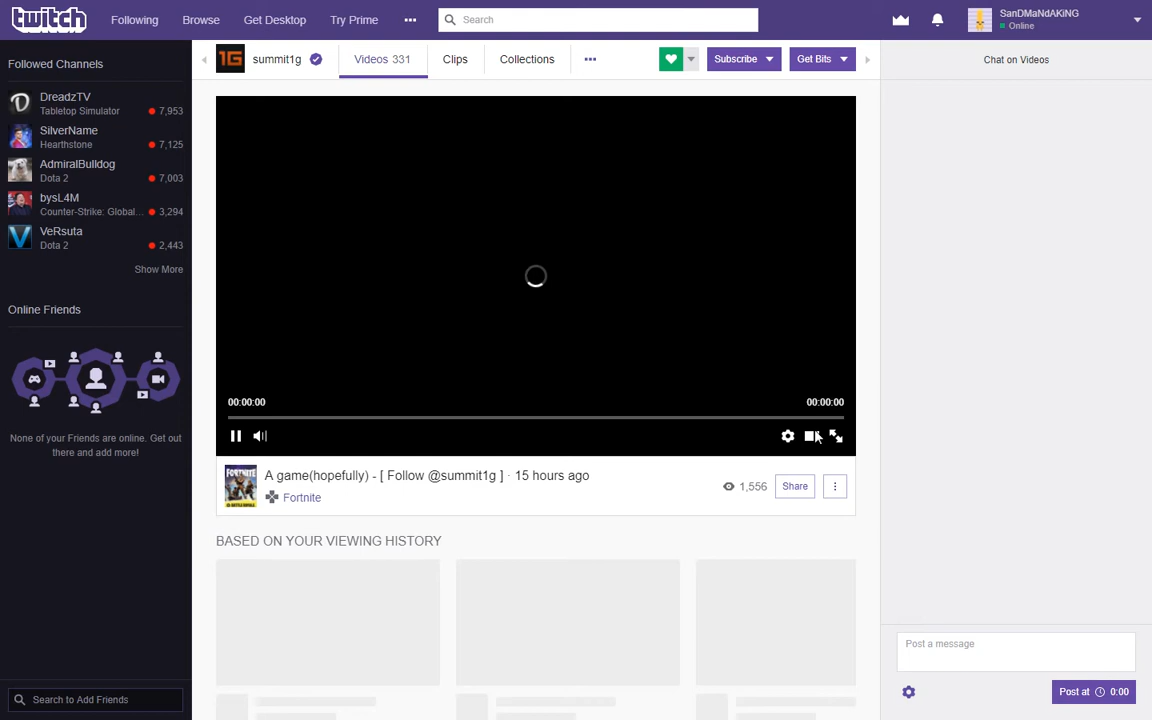 twitch
Following
Browse
Get Desktop
Try Prime
Search
SanDMaNdAKiNG
Online
Followed Channels
DreadzTV
Tabletop Simulator
7,953
SilverName
Hearthstone
7,125
AdmiralBulldog
Dota 2
7,003
bysL4M
Counter-Strike: Global...
3,294
VeRsuta
Dota 2
2,443
Show More
Online Friends
None of your Friends are online. Get out
there and add more!
Search to Add Friends
1G
summit1g
Videos 331
Clips
Collections
Subscribe
Get Bits
00:00:00
00:00:00
FORTNITE
A game(hopefully) - [ Follow @summit1g ] · 15 hours ago
Fortnite
1,556
Share
BASED ON YOUR VIEWING HISTORY
Chat on Videos
Post a message
Post at 0:00